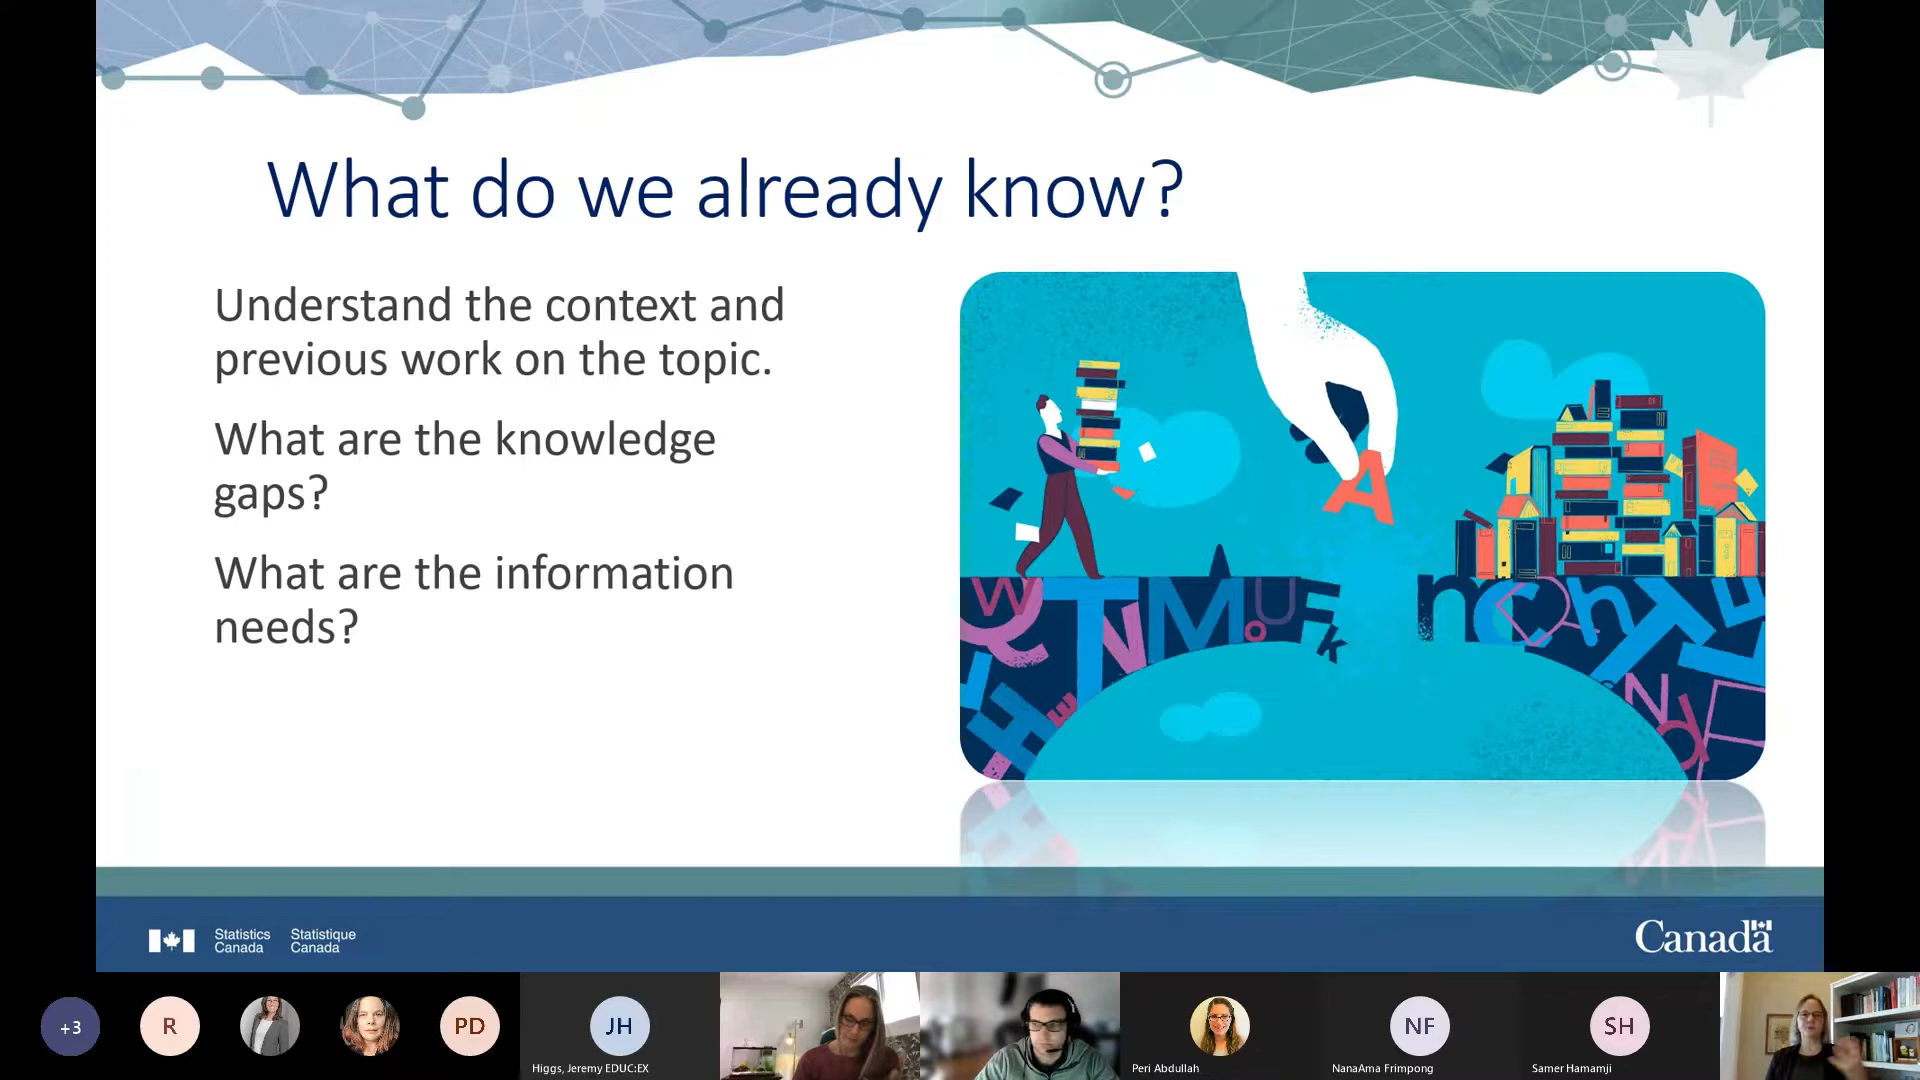 What do we already know?
Understand the context and
previous work on the topic.
What are the knowledge
gaps?
What are the information
needs?
A
W T M U F
k
n C h T
N
H
N
Statistics Statistique
Canada Canada
Canada
+3
R
PD
JH
NF
SH
Higgs, Jeremy EDUC:EX
Peri Abdullah
NanaAma Frimpong
Samer Hamamji